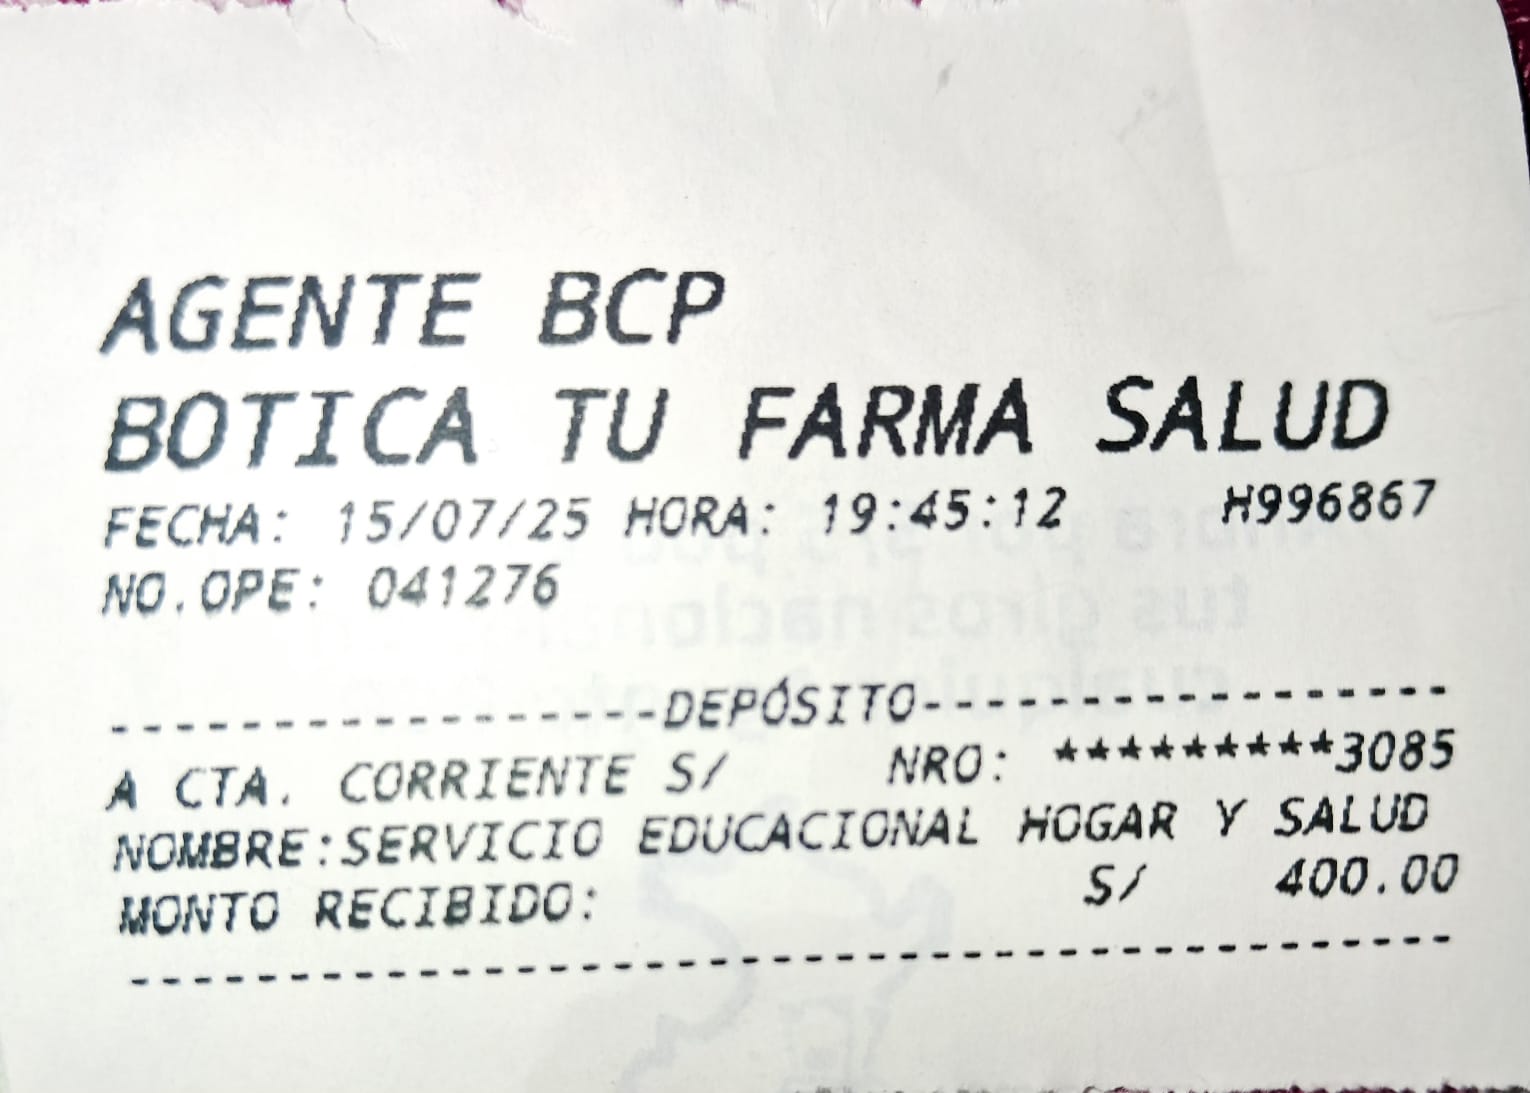 AGENTE BCP
BOTICA TU FARMA SALUD
FECHA: 15/07/25 HORA: 19:45:12 H996867
NO.OPE: 041276
-----------------DEPÓSITO-----------------
A CTA. CORRIENTE S/ NRO: *********3085
NOMBRE:SERVICIO EDUCACIONAL HOGAR Y SALUD
MONTO RECIBIDO: S/ 400.00
------------------------------------------